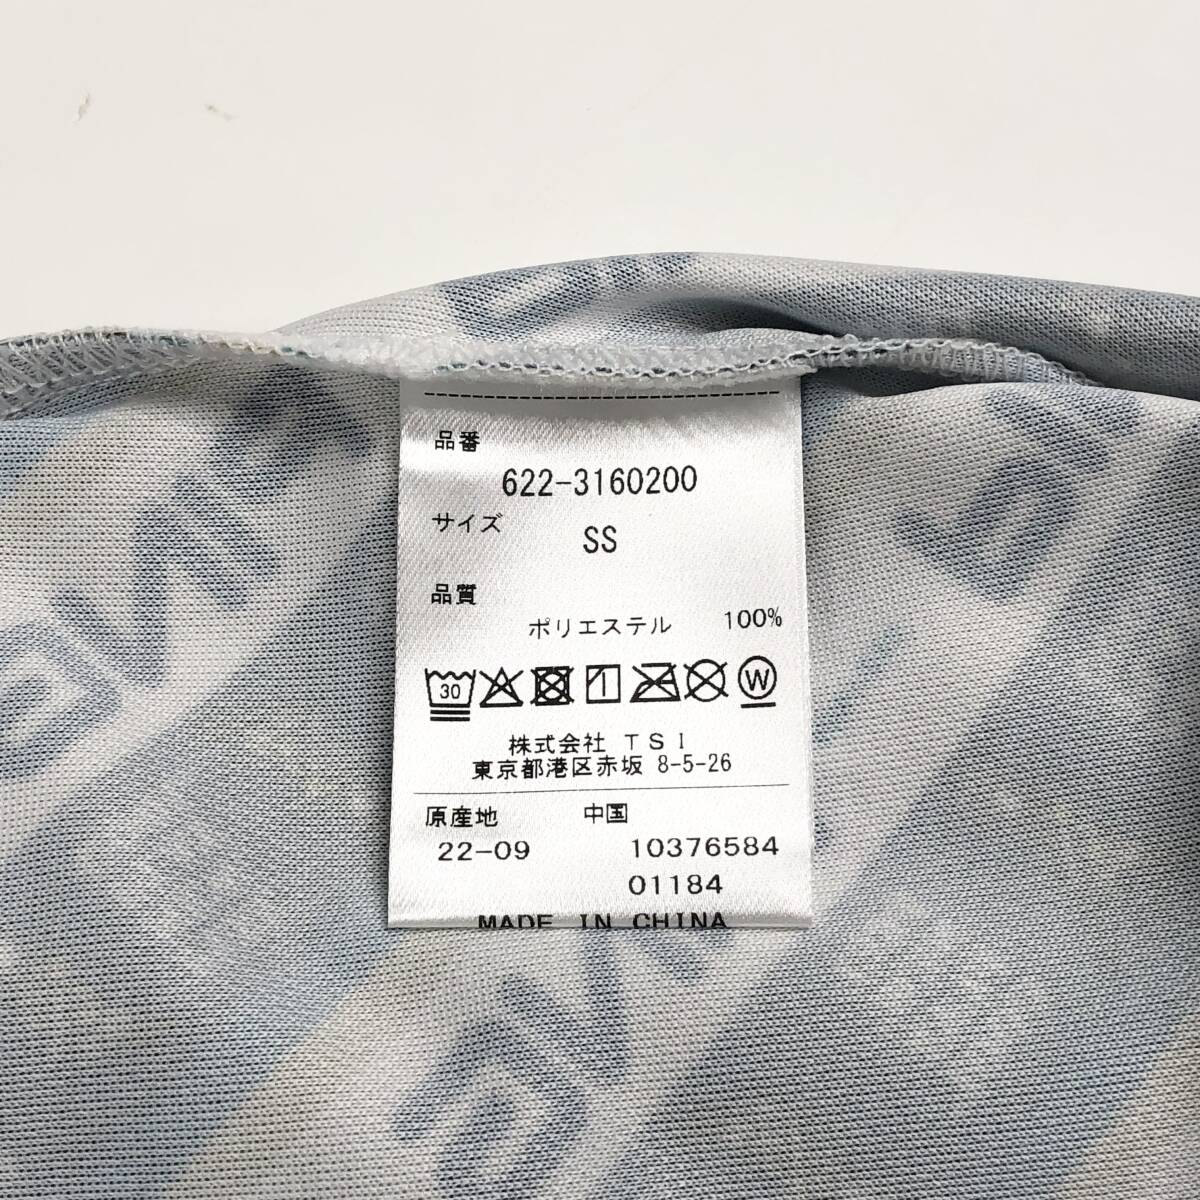 品番
622-3160200
サイズ
SS
品質
ポリエステル 100%
30
W
株式会社 TSI
東京都港区赤坂 8-5-26
原産地 中国
22-09 10376584
01184
MADE IN CHINA